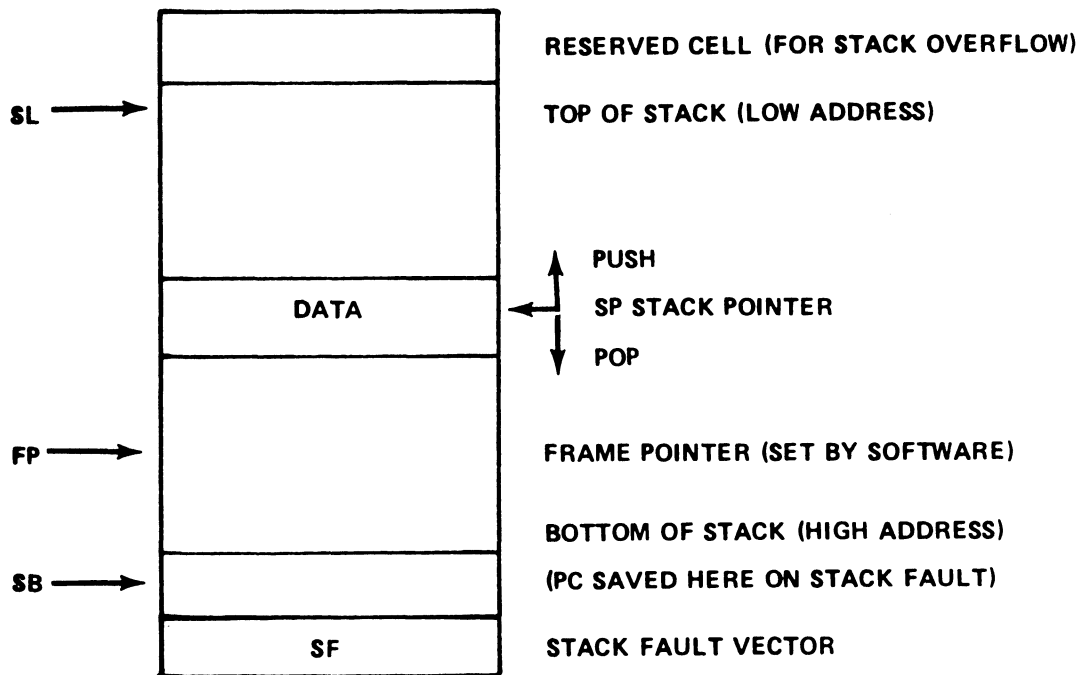 RESERVED CELL (FOR STACK OVERFLOW)
SL
TOP OF STACK (LOW ADDRESS)
PUSH
DATA
SP STACK POINTER
POP
FP
FRAME POINTER (SET BY SOFTWARE)
BOTTOM OF STACK (HIGH ADDRESS)
SB
(PC SAVED HERE ON STACK FAULT)
SF
STACK FAULT VECTOR